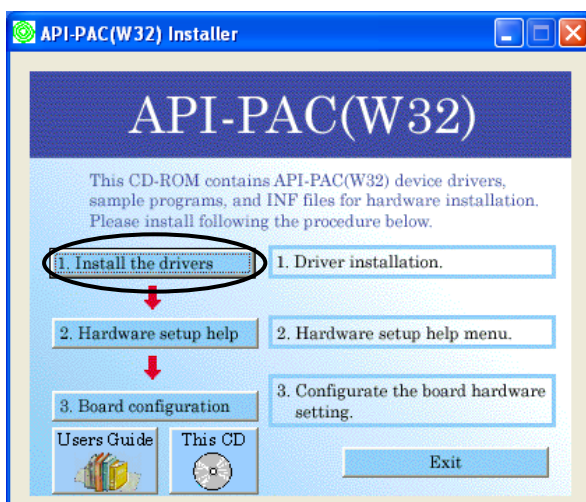 API-PAC(W32) Installer
API-PAC(W32)
This CD-ROM contains API-PAC(W32) device drivers,
sample programs, and INF files for hardware installation.
Please install following the procedure below.
1. Install the drivers
1. Driver installation.
2. Hardware setup help
2. Hardware setup help menu.
3. Board configuration
3. Configurate the board hardware
setting.
Users Guide
This CD
Exit